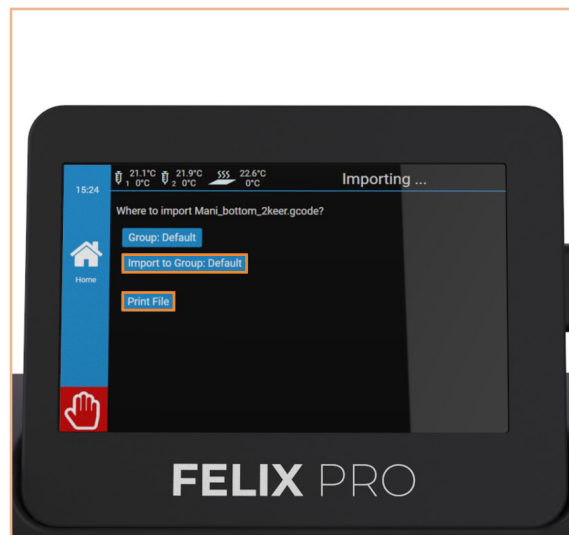 15:24
1 21.1°C 0°C 2 21.9°C 0°C 22.6°C 0°C
Importing ...
Where to import Mani_bottom_2keer.gcode?
Group: Default
Import to Group: Default
Home
Print File
FELIX PRO